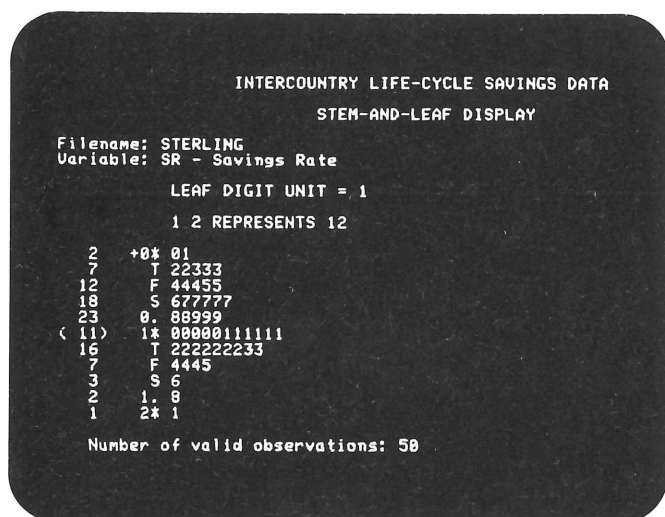 INTERCOUNTRY LIFE-CYCLE SAVINGS DATA
STEM-AND-LEAF DISPLAY
Filename: STERLING
Variable: SR - Savings Rate
LEAF DIGIT UNIT = 1
1 2 REPRESENTS 12
2 +0* 01
7 T 22333
12 F 44455
18 S 677777
23 0. 88999
( 11) 1* 00000111111
16 T 222222233
7 F 4445
3 S 6
2 1. 8
1 2* 1
Number of valid observations: 50